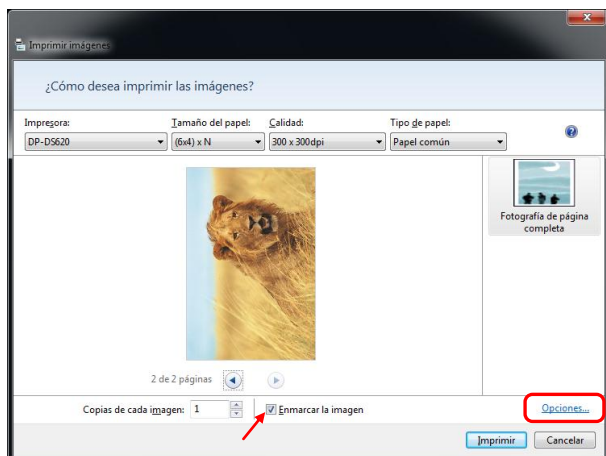 Imprimir imágenes
¿Cómo desea imprimir las imágenes?
Impresora: Tamaño del papel: Calidad: Tipo de papel:
DP-DS620 (6x4) x N 300 x 300dpi Papel común
Fotografía de página
completa
2 de 2 páginas
Copias de cada imagen: 1 Enmarcar la imagen Opciones...
Imprimir Cancelar